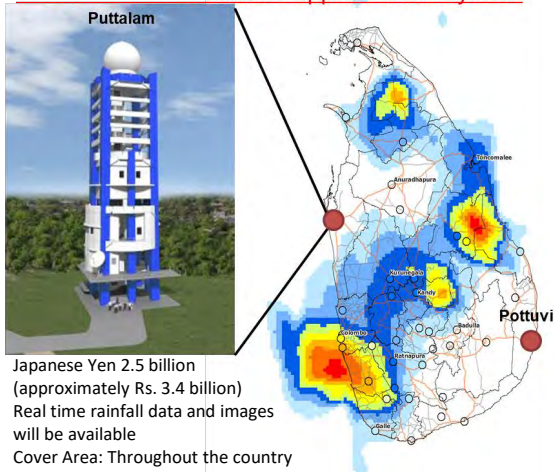 Puttalam
Trincomalee
Anuradhapura
Kurunegala
Kandy
Pottuvil
Badulla
Colombo
Ratnapura
Galle
Japanese Yen 2.5 billion
(approximately Rs. 3.4 billion)
Real time rainfall data and images
will be available
Cover Area: Throughout the country